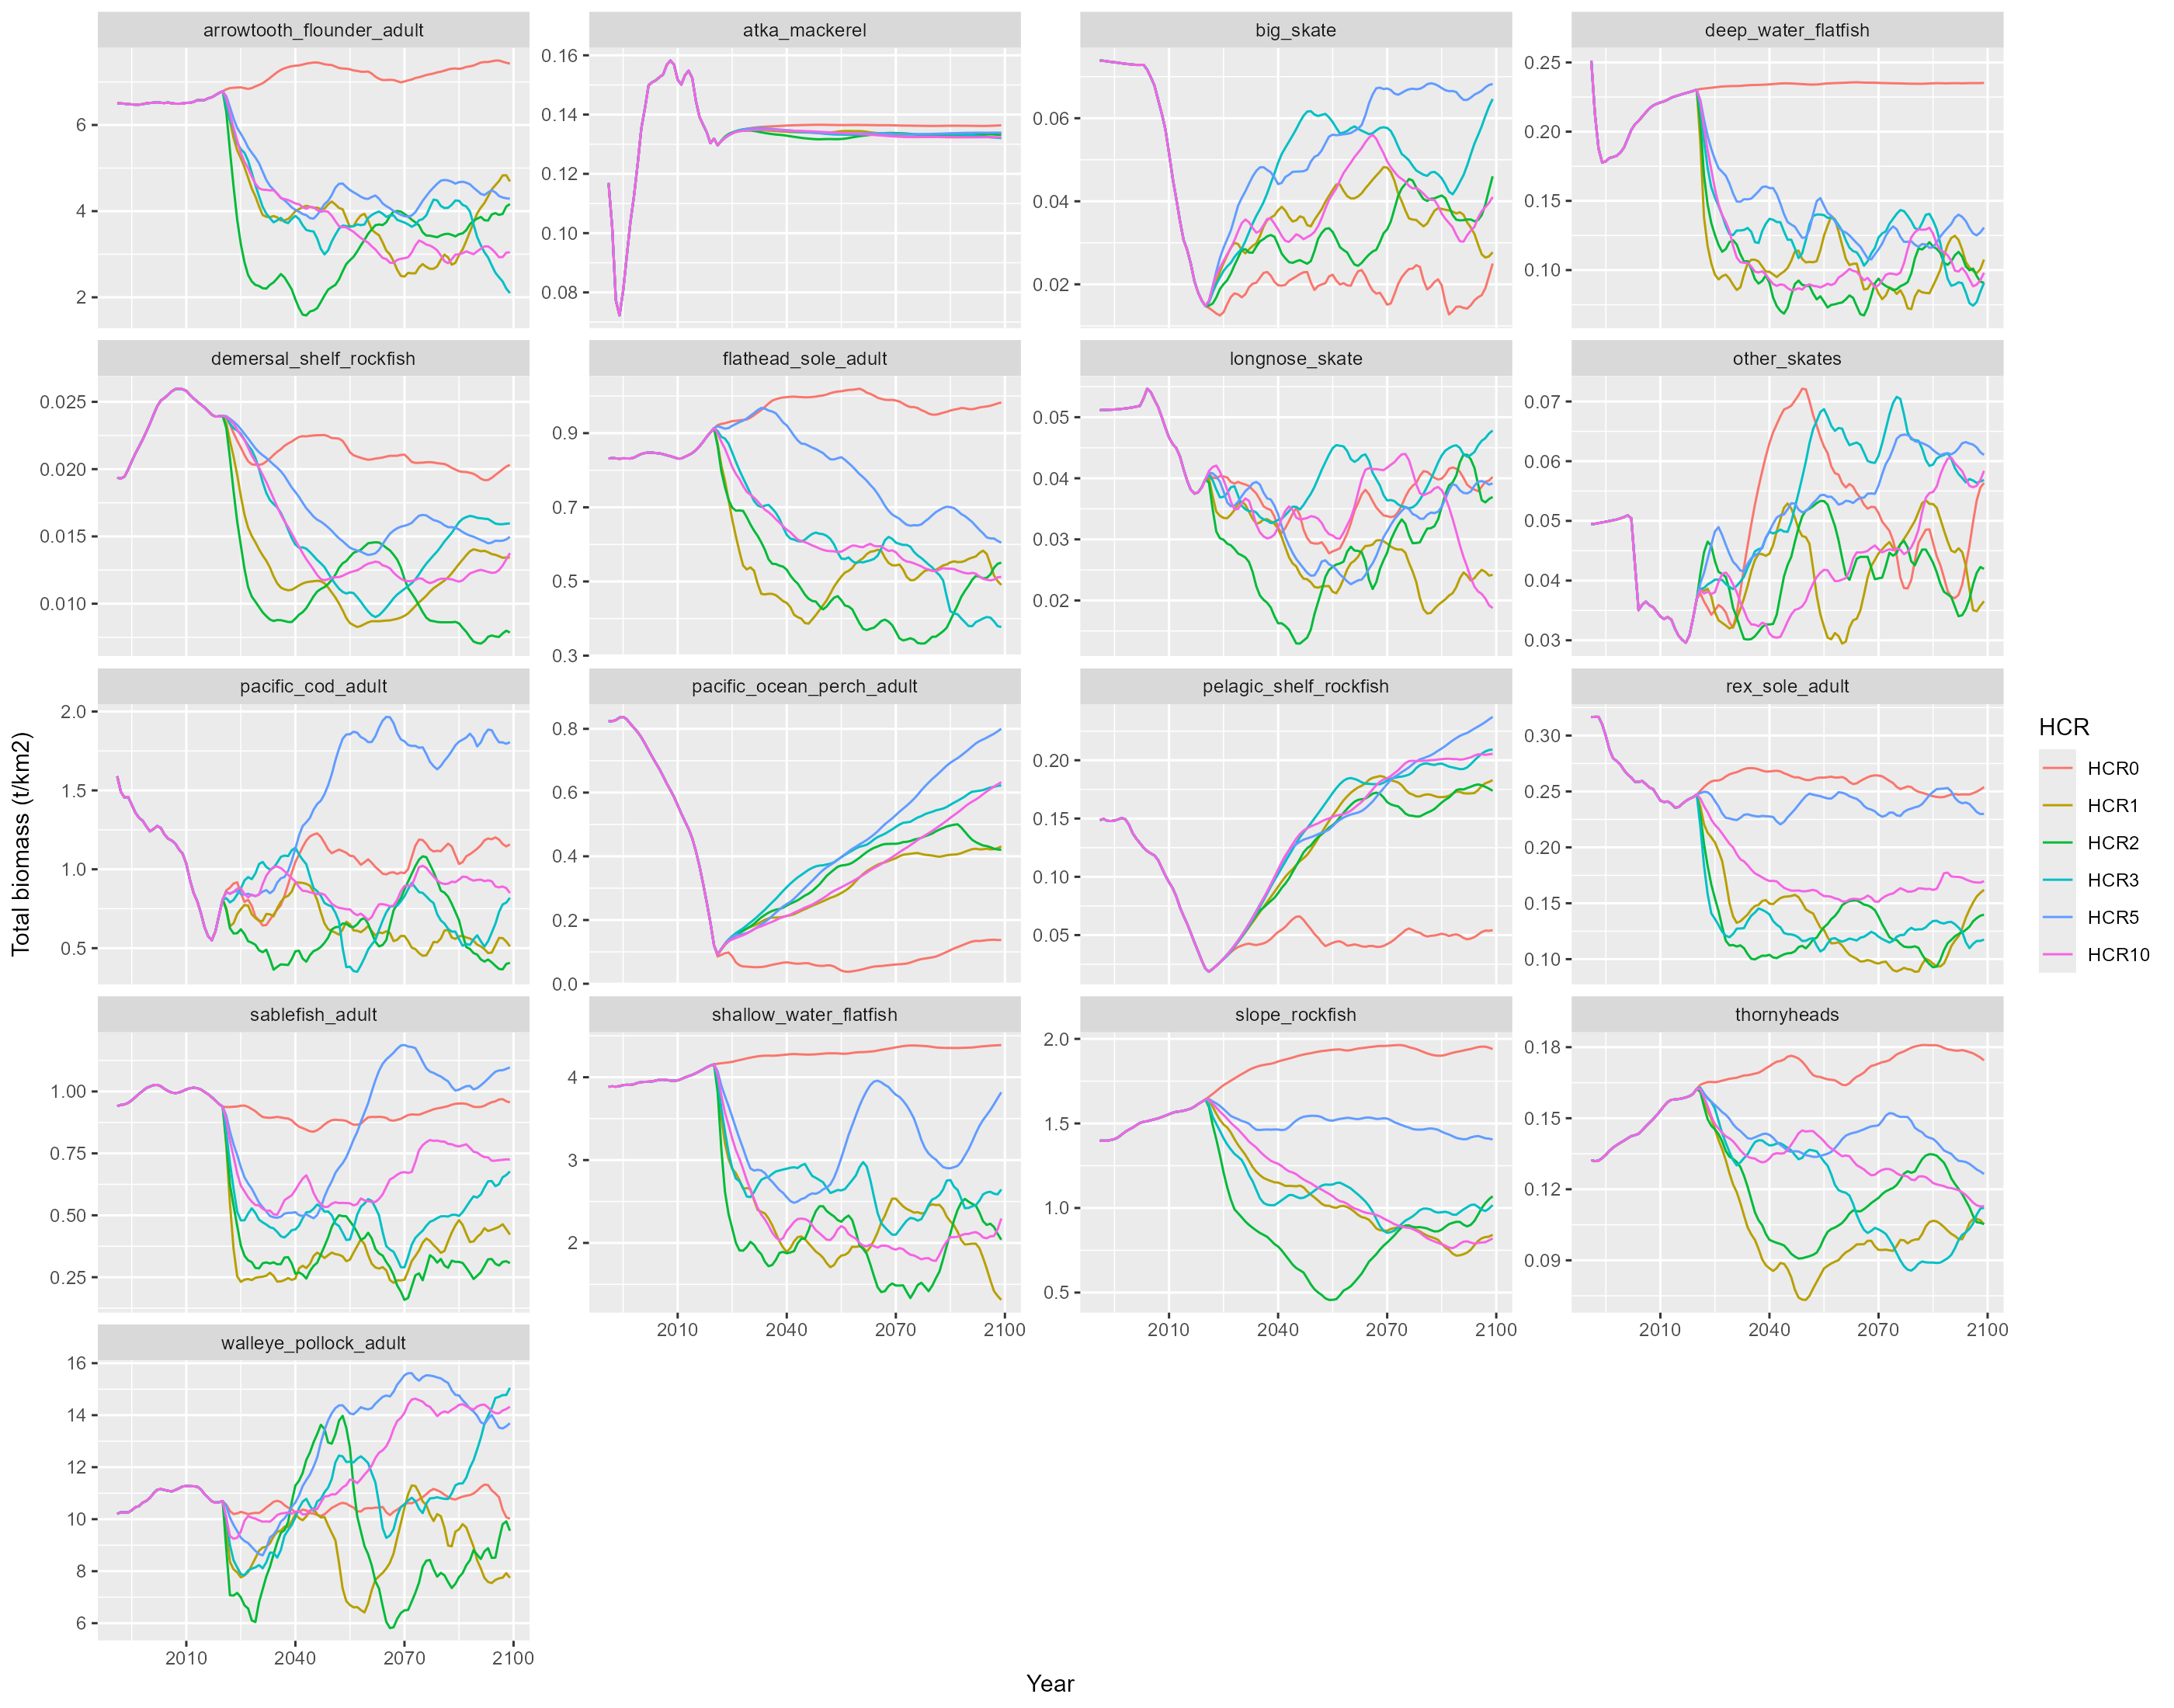 arrowtooth_flounder_adult
atka_mackerel
big_skate
deep_water_flatfish
6
4
2
0.16
0.14
0.12
0.10
0.08
0.06
0.04
0.02
0.25
0.20
0.15
0.10
demersal_shelf_rockfish
flathead_sole_adult
longnose_skate
other_skates
0.025
0.020
0.015
0.010
0.9
0.7
0.5
0.3
0.05
0.04
0.03
0.02
0.07
0.06
0.05
0.04
0.03
pacific_cod_adult
pacific_ocean_perch_adult
pelagic_shelf_rockfish
rex_sole_adult
2.0
1.5
1.0
0.5
0.8
0.6
0.4
0.2
0.0
0.20
0.15
0.10
0.05
0.30
0.25
0.20
0.15
0.10
sablefish_adult
shallow_water_flatfish
slope_rockfish
thornyheads
1.00
0.75
0.50
0.25
4
3
2
2.0
1.5
1.0
0.5
0.18
0.15
0.12
0.09
2010 2040 2070 2100
2010 2040 2070 2100
2010 2040 2070 2100
walleye_pollock_adult
16
14
12
10
8
6
2010 2040 2070 2100
Year
Total biomass (t/km2)
HCR
HCR0
HCR1
HCR2
HCR3
HCR5
HCR10